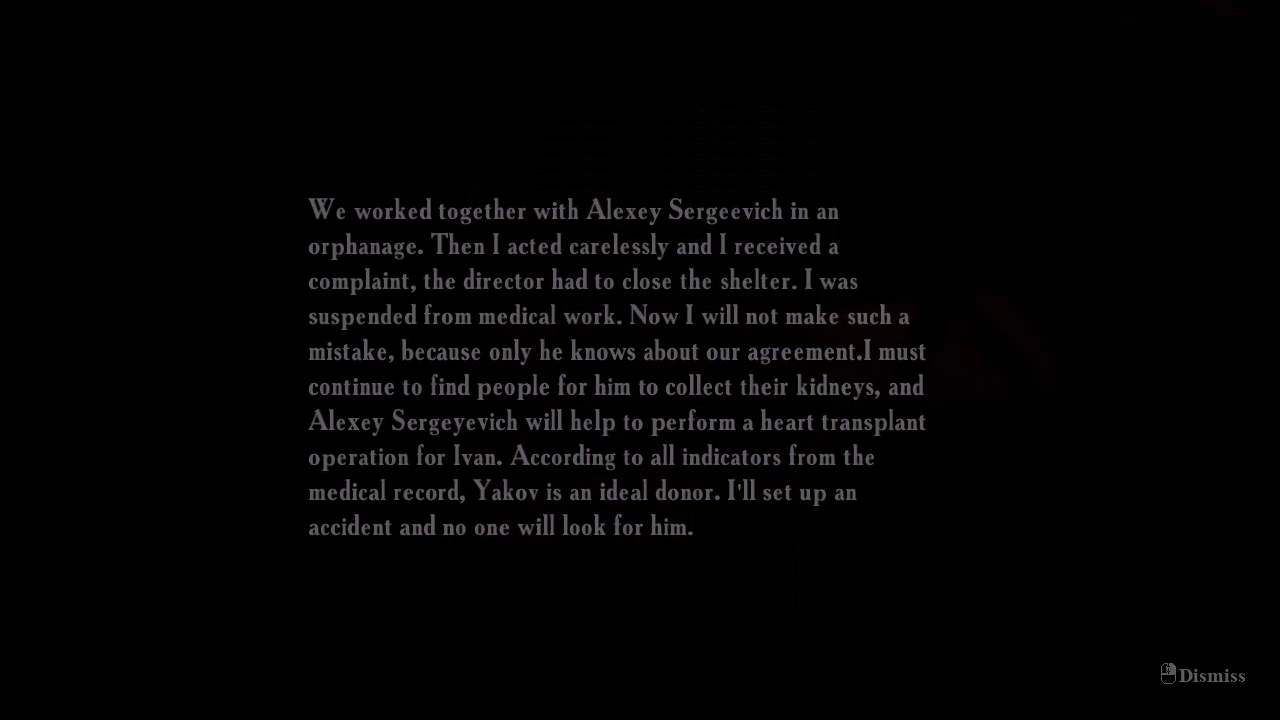 We worked together with Alexey Sergeevich in an
orphanage. Then I acted carelessly and I received a
complaint, the director had to close the shelter. I was
suspended from medical work. Now I will not make such a
mistake, because only he knows about our agreement.I must
continue to find people for him to collect their kidneys, and
Alexey Sergeyevich will help to perform a heart transplant
operation for Ivan. According to all indicators from the
medical record, Yakov is an ideal donor. I'll set up an
accident and no one will look for him.
Dismiss